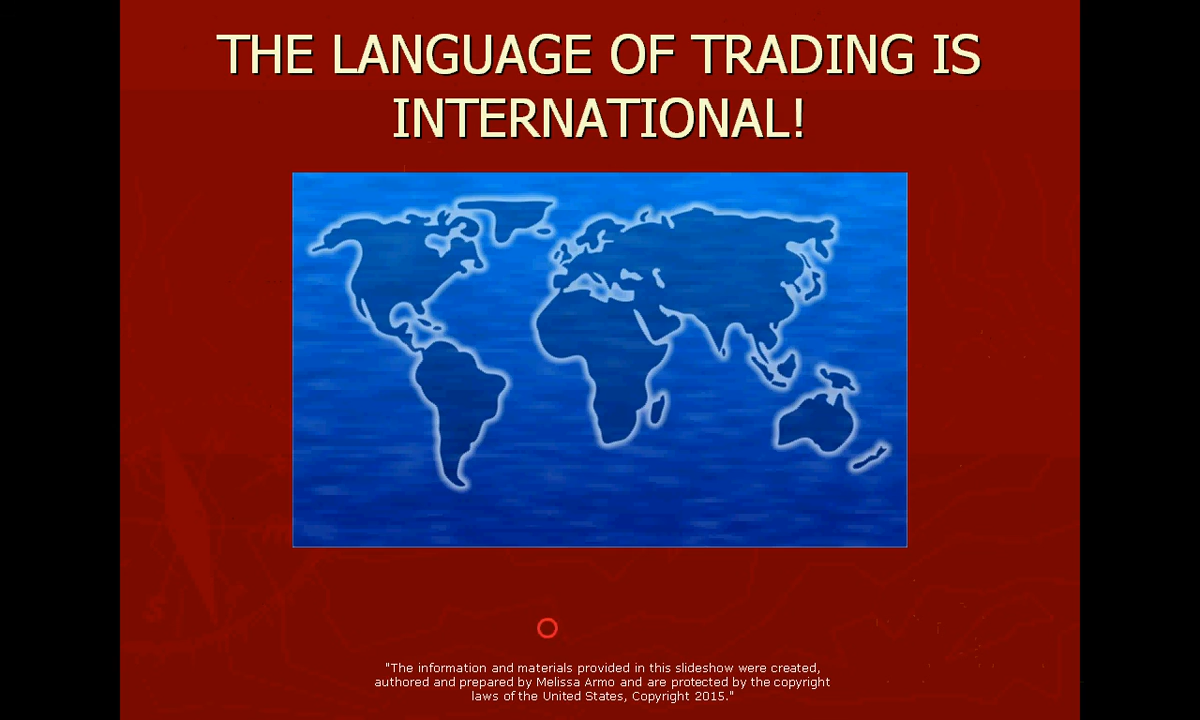 THE LANGUAGE OF TRADING IS
INTERNATIONAL!
"The information and materials provided in this slideshow were created,
authored and prepared by Melissa Armo and are protected by the copyright
laws of the United States, Copyright 2015."